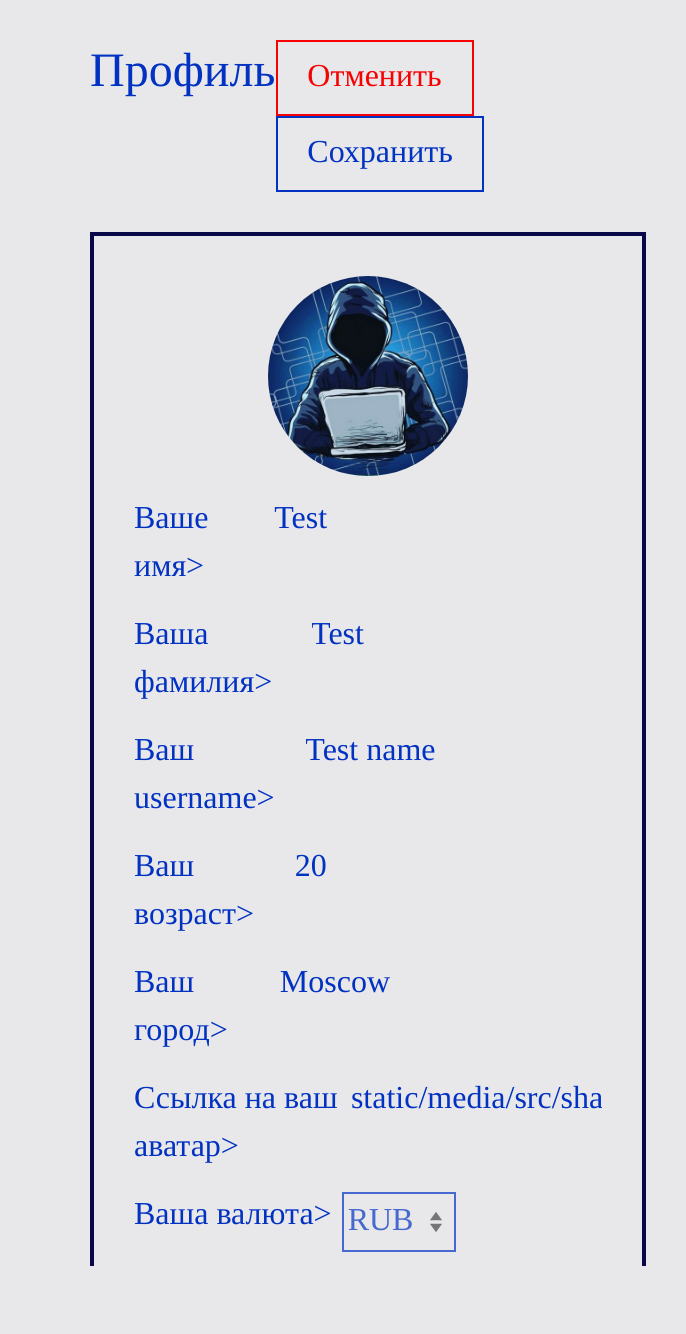 Профиль Отменить
Сохранить
Ваше Test
имя>
Ваша Test
фамилия>
Ваш Test name
username>
Ваш 20
возраст>
Ваш Moscow
город>
Ссылка на ваш static/media/src/sha
аватар>
Ваша валюта> RUB